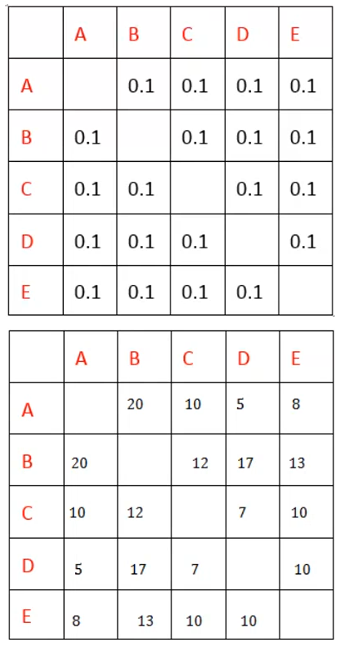 A B C D E
A 0.1 0.1 0.1 0.1
B 0.1 0.1 0.1 0.1
C 0.1 0.1 0.1 0.1
D 0.1 0.1 0.1 0.1
E 0.1 0.1 0.1 0.1
A B C D E
A 20 10 5 8
B 20 12 17 13
C 10 12 7 10
D 5 17 7 10
E 8 13 10 10